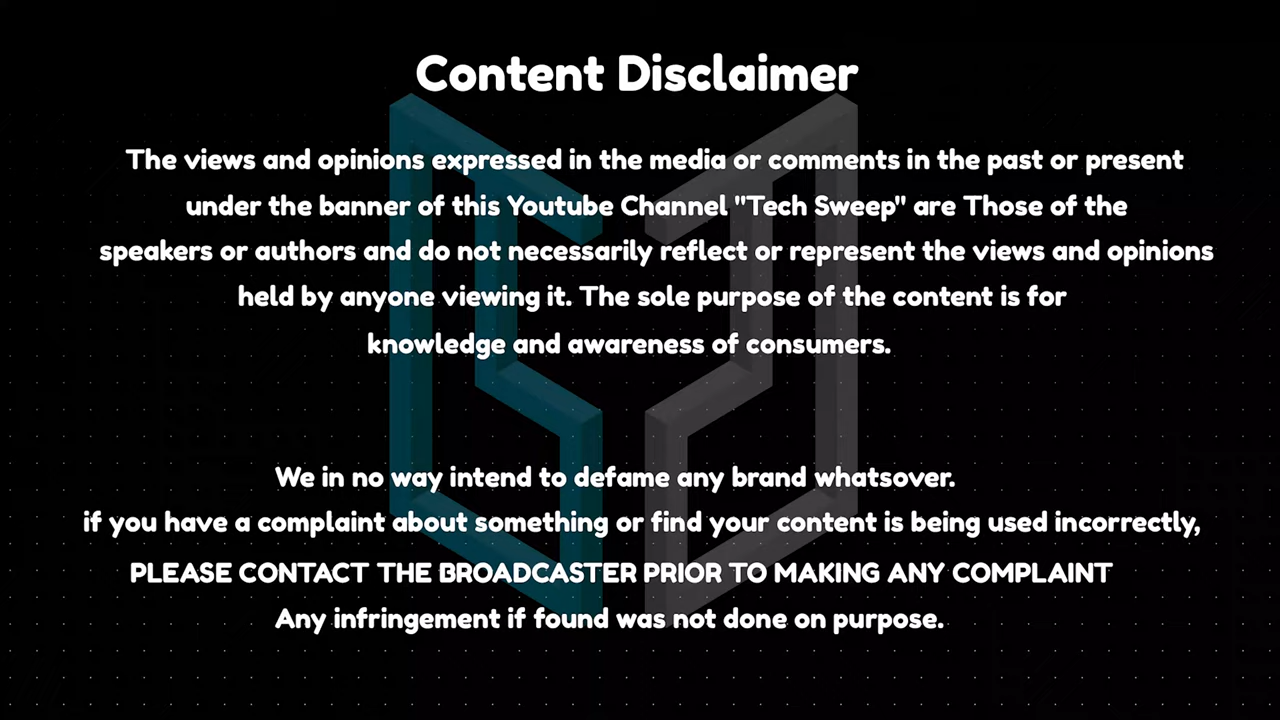 Content Disclaimer
The views and opinions expressed in the media or comments in the past or present
under the banner of this Youtube Channel "Tech Sweep" are Those of the
speakers or authors and do not necessarily reflect or represent the views and opinions
held by anyone viewing it. The sole purpose of the content is for
knowledge and awareness of consumers.
We in no way intend to defame any brand whatsover.
if you have a complaint about something or find your content is being used incorrectly,
PLEASE CONTACT THE BROADCASTER PRIOR TO MAKING ANY COMPLAINT
Any infringement if found was not done on purpose.